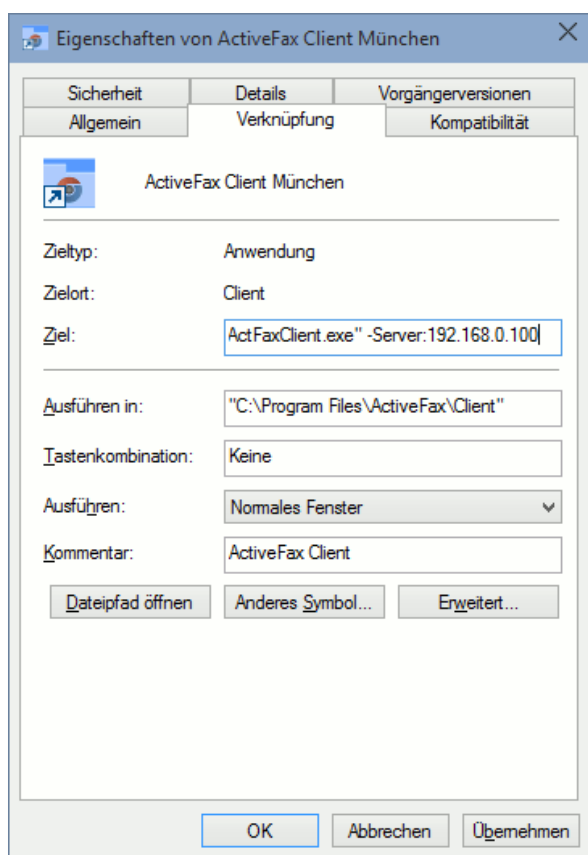 Eigenschaften von ActiveFax Client München
Sicherheit Details Vorgängerversionen
Allgemein Verknüpfung Kompatibilität
ActiveFax Client München
Zieltyp: Anwendung
Zielort: Client
Ziel: ActFaxClient.exe" -Server:192.168.0.100
Ausführen in: "C:\Program Files\ActiveFax\Client"
Tastenkombination: Keine
Ausführen: Normales Fenster
Kommentar: ActiveFax Client
Dateipfad öffnen Anderes Symbol... Erweitert...
OK Abbrechen Übernehmen